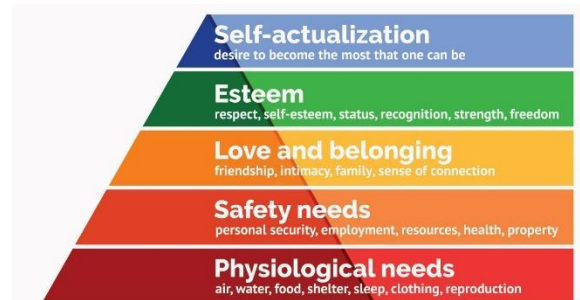 Self-actualization
desire to become the most that one can be
Esteem
respect, self-esteem, status, recognition, strength, freedom
Love and belonging
friendship, intimacy, family, sense of connection
Safety needs
personal security, employment, resources, health, property
Physiological needs
air, water, food, shelter, sleep, clothing, reproduction